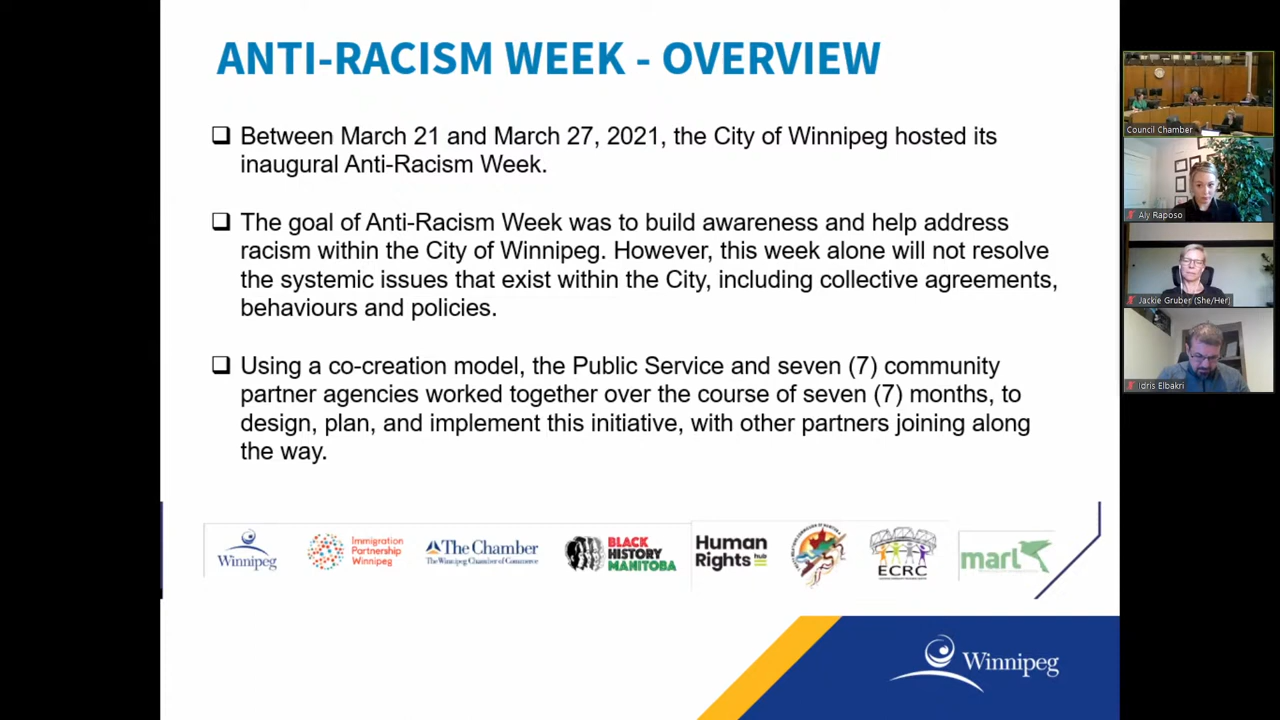 ANTI-RACISM WEEK - OVERVIEW
Between March 21 and March 27, 2021, the City of Winnipeg hosted its
inaugural Anti-Racism Week.
The goal of Anti-Racism Week was to build awareness and help address
racism within the City of Winnipeg. However, this week alone will not resolve
the systemic issues that exist within the City, including collective agreements,
behaviours and policies.
Using a co-creation model, the Public Service and seven (7) community
partner agencies worked together over the course of seven (7) months, to
design, plan, and implement this initiative, with other partners joining along
the way.
Winnipeg
Immigration
Partnership
Winnipeg
The Chamber
The Winnipeg Chamber of Commerce
BLACK
HISTORY
MANITOBA
Human
Rights hub
ECRC
marl
Winnipeg
Council Chamber
Aly Raposo
Jackie Gruber (She/Her)
Idris Elbakri